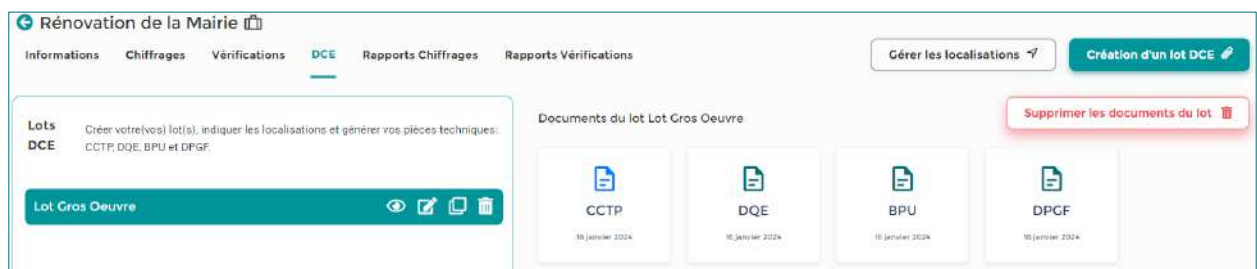 Rénovation de la Mairie
Informations Chiffrages Vérifications DCE Rapports Chiffrages Rapports Vérifications
Gérer les localisations
Création d'un lot DCE
Lots DCE
Créer votre(vos) lot(s), indiquer les localisations et générer vos pièces techniques:
CCTP, DQE, BPU et DPGF.
Lot Gros Oeuvre
Documents du lot Lot Gros Oeuvre
Supprimer les documents du lot
CCTP DQE BPU DPGF
16 janvier 2024 16 janvier 2024 16 janvier 2024 16 janvier 2024